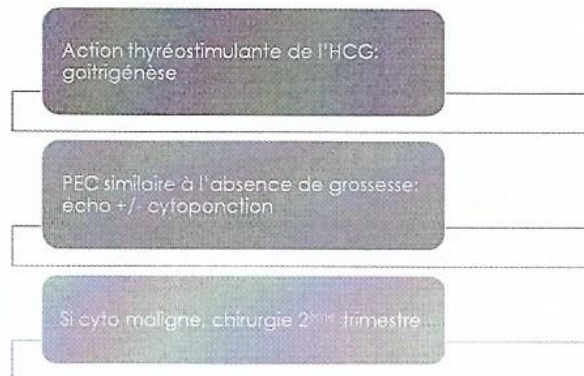 Action thyréostimulante de l'HCG:
goitrigénèse
PEC similaire à l'absence de grossesse:
écho +/- cytoponction
Si cyto maligne, chirurgie 2ème trimestre